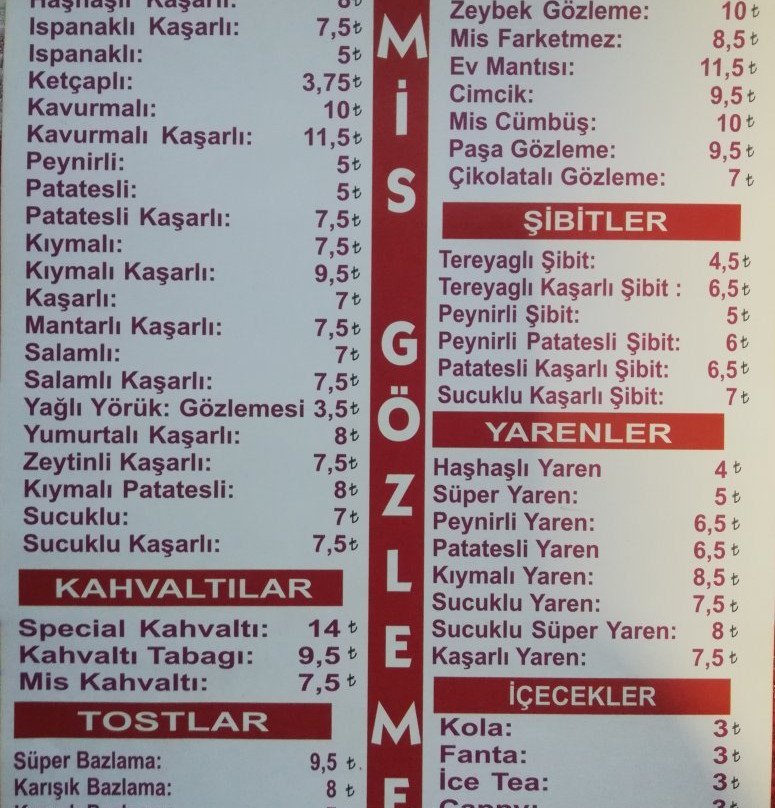 Haşhaşlı Kaşarlı: 8₺
Ispanaklı Kaşarlı: 7,5₺
Ispanaklı: 5₺
Ketçaplı: 3,75₺
Kavurmalı: 10₺
Kavurmalı Kaşarlı: 11,5₺
Peynirli: 5₺
Patatesli: 5₺
Patatesli Kaşarlı: 7,5₺
Kıymalı: 7,5₺
Kıymalı Kaşarlı: 9,5₺
Kaşarlı: 7₺
Mantarlı Kaşarlı: 7,5₺
Salamlı: 7₺
Salamlı Kaşarlı: 7,5₺
Yağlı Yörük: Gözlemesi 3,5₺
Yumurtalı Kaşarlı: 8₺
Zeytinli Kaşarlı: 7,5₺
Kıymalı Patatesli: 8₺
Sucuklu: 7₺
Sucuklu Kaşarlı: 7,5₺
KAHVALTILAR
Special Kahvaltı: 14 ₺
Kahvaltı Tabagı: 9,5 ₺
Mis Kahvaltı: 7,5 ₺
TOSTLAR
Süper Bazlama: 9,5 ₺.
Karışık Bazlama: 8 ₺
MİS GÖZLEME
Zeybek Gözleme: 10 ₺
Mis Farketmez: 8,5 ₺
Ev Mantısı: 11,5 ₺
Cimcik: 9,5 ₺
Mis Cümbüş: 10 ₺
Paşa Gözleme: 9,5 ₺
Çikolatalı Gözleme: 7 ₺
ŞİBİTLER
Tereyaglı Şibit: 4,5₺
Tereyaglı Kaşarlı Şibit : 6,5₺
Peynirli Şibit: 5₺
Peynirli Patatesli Şibit: 6₺
Patatesli Kaşarlı Şibit: 6,5₺
Sucuklu Kaşarlı Şibit: 7₺
YARENLER
Haşhaşlı Yaren 4 ₺
Süper Yaren: 5 ₺
Peynirli Yaren: 6,5₺
Patatesli Yaren 6,5₺
Kıymalı Yaren: 8,5₺
Sucuklu Yaren: 7,5₺
Sucuklu Süper Yaren: 8 ₺
Kaşarlı Yaren: 7,5₺
İÇECEKLER
Kola: 3₺
Fanta: 3₺
İce Tea: 3₺
Cappy: 3₺